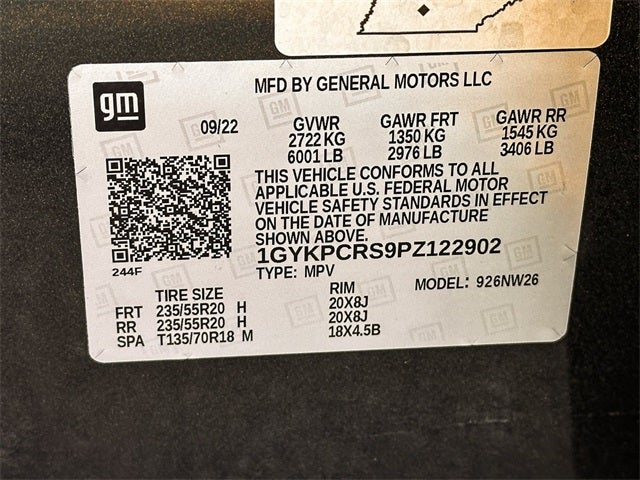 gm
MFD BY GENERAL MOTORS LLC
09/22
GVWR GAWR FRT GAWR RR
2722 KG 1350 KG 1545 KG
6001 LB 2976 LB 3406 LB
THIS VEHICLE CONFORMS TO ALL
APPLICABLE U.S. FEDERAL MOTOR
VEHICLE SAFETY STANDARDS IN EFFECT
ON THE DATE OF MANUFACTURE
SHOWN ABOVE.
1GYKPCRS9PZ122902
244F
TYPE: MPV
MODEL: 926NW26
TIRE SIZE RIM
FRT 235/55R20 H 20X8J
RR 235/55R20 H 20X8J
SPA T135/70R18 M 18X4.5B